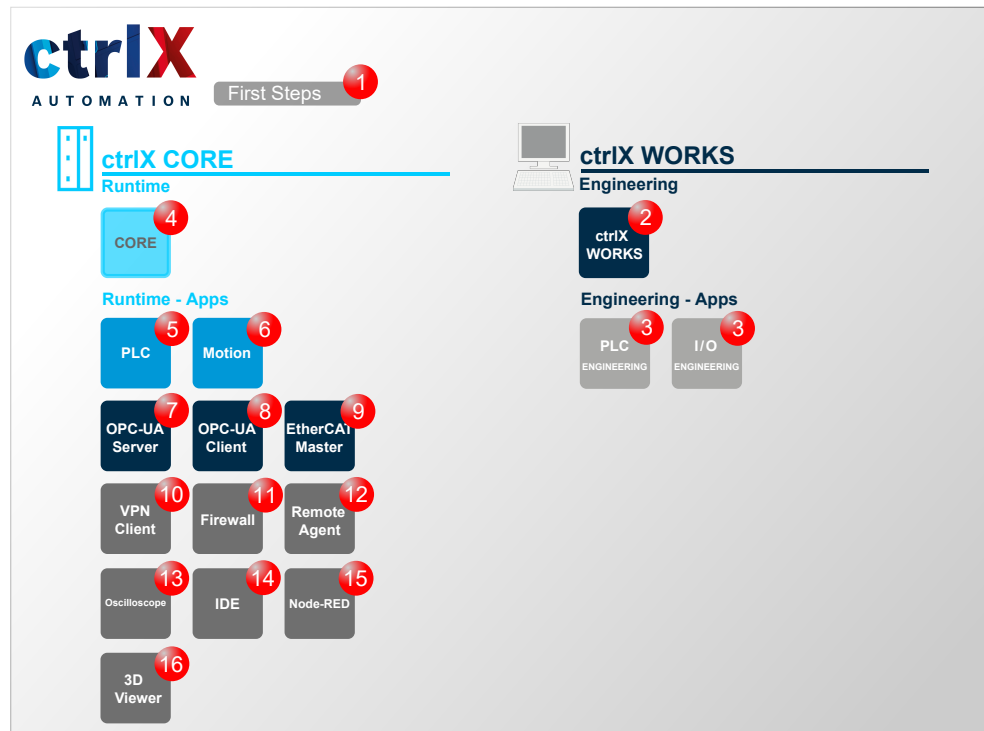 ctrlX
AUTOMATION
First Steps
1
ctrlX CORE
Runtime
4
CORE
Runtime - Apps
5
PLC
6
Motion
7
OPC-UA
Server
8
OPC-UA
Client
9
EtherCAT
Master
10
VPN
Client
11
Firewall
12
Remote
Agent
13
Oscilloscope
14
IDE
15
Node-RED
16
3D
Viewer
ctrlX WORKS
Engineering
2
ctrlX
WORKS
Engineering - Apps
3
PLC
ENGINEERING
3
I/O
ENGINEERING